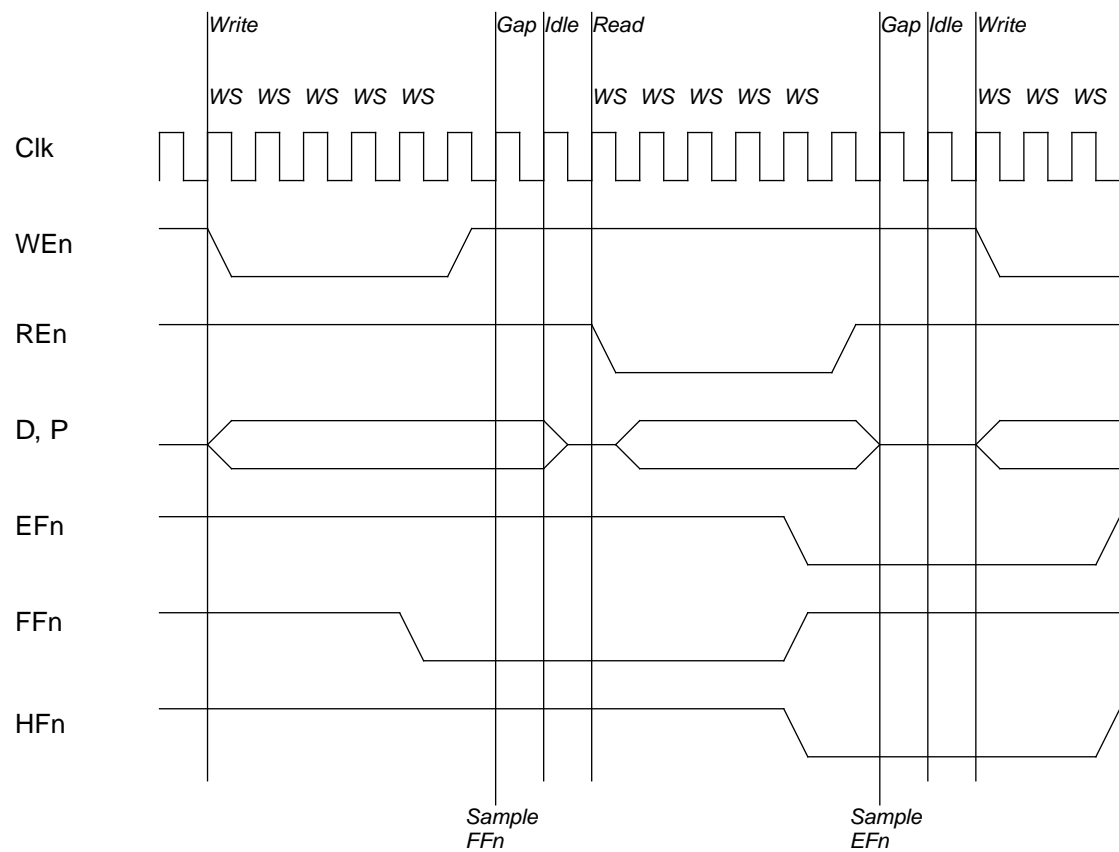 Write Gap Idle Read Gap Idle Write
WS WS WS WS WS WS WS WS WS WS WS WS WS
Clk
WEn
REn
D, P
EFn
FFn
HFn
Sample Sample
FFn EFn